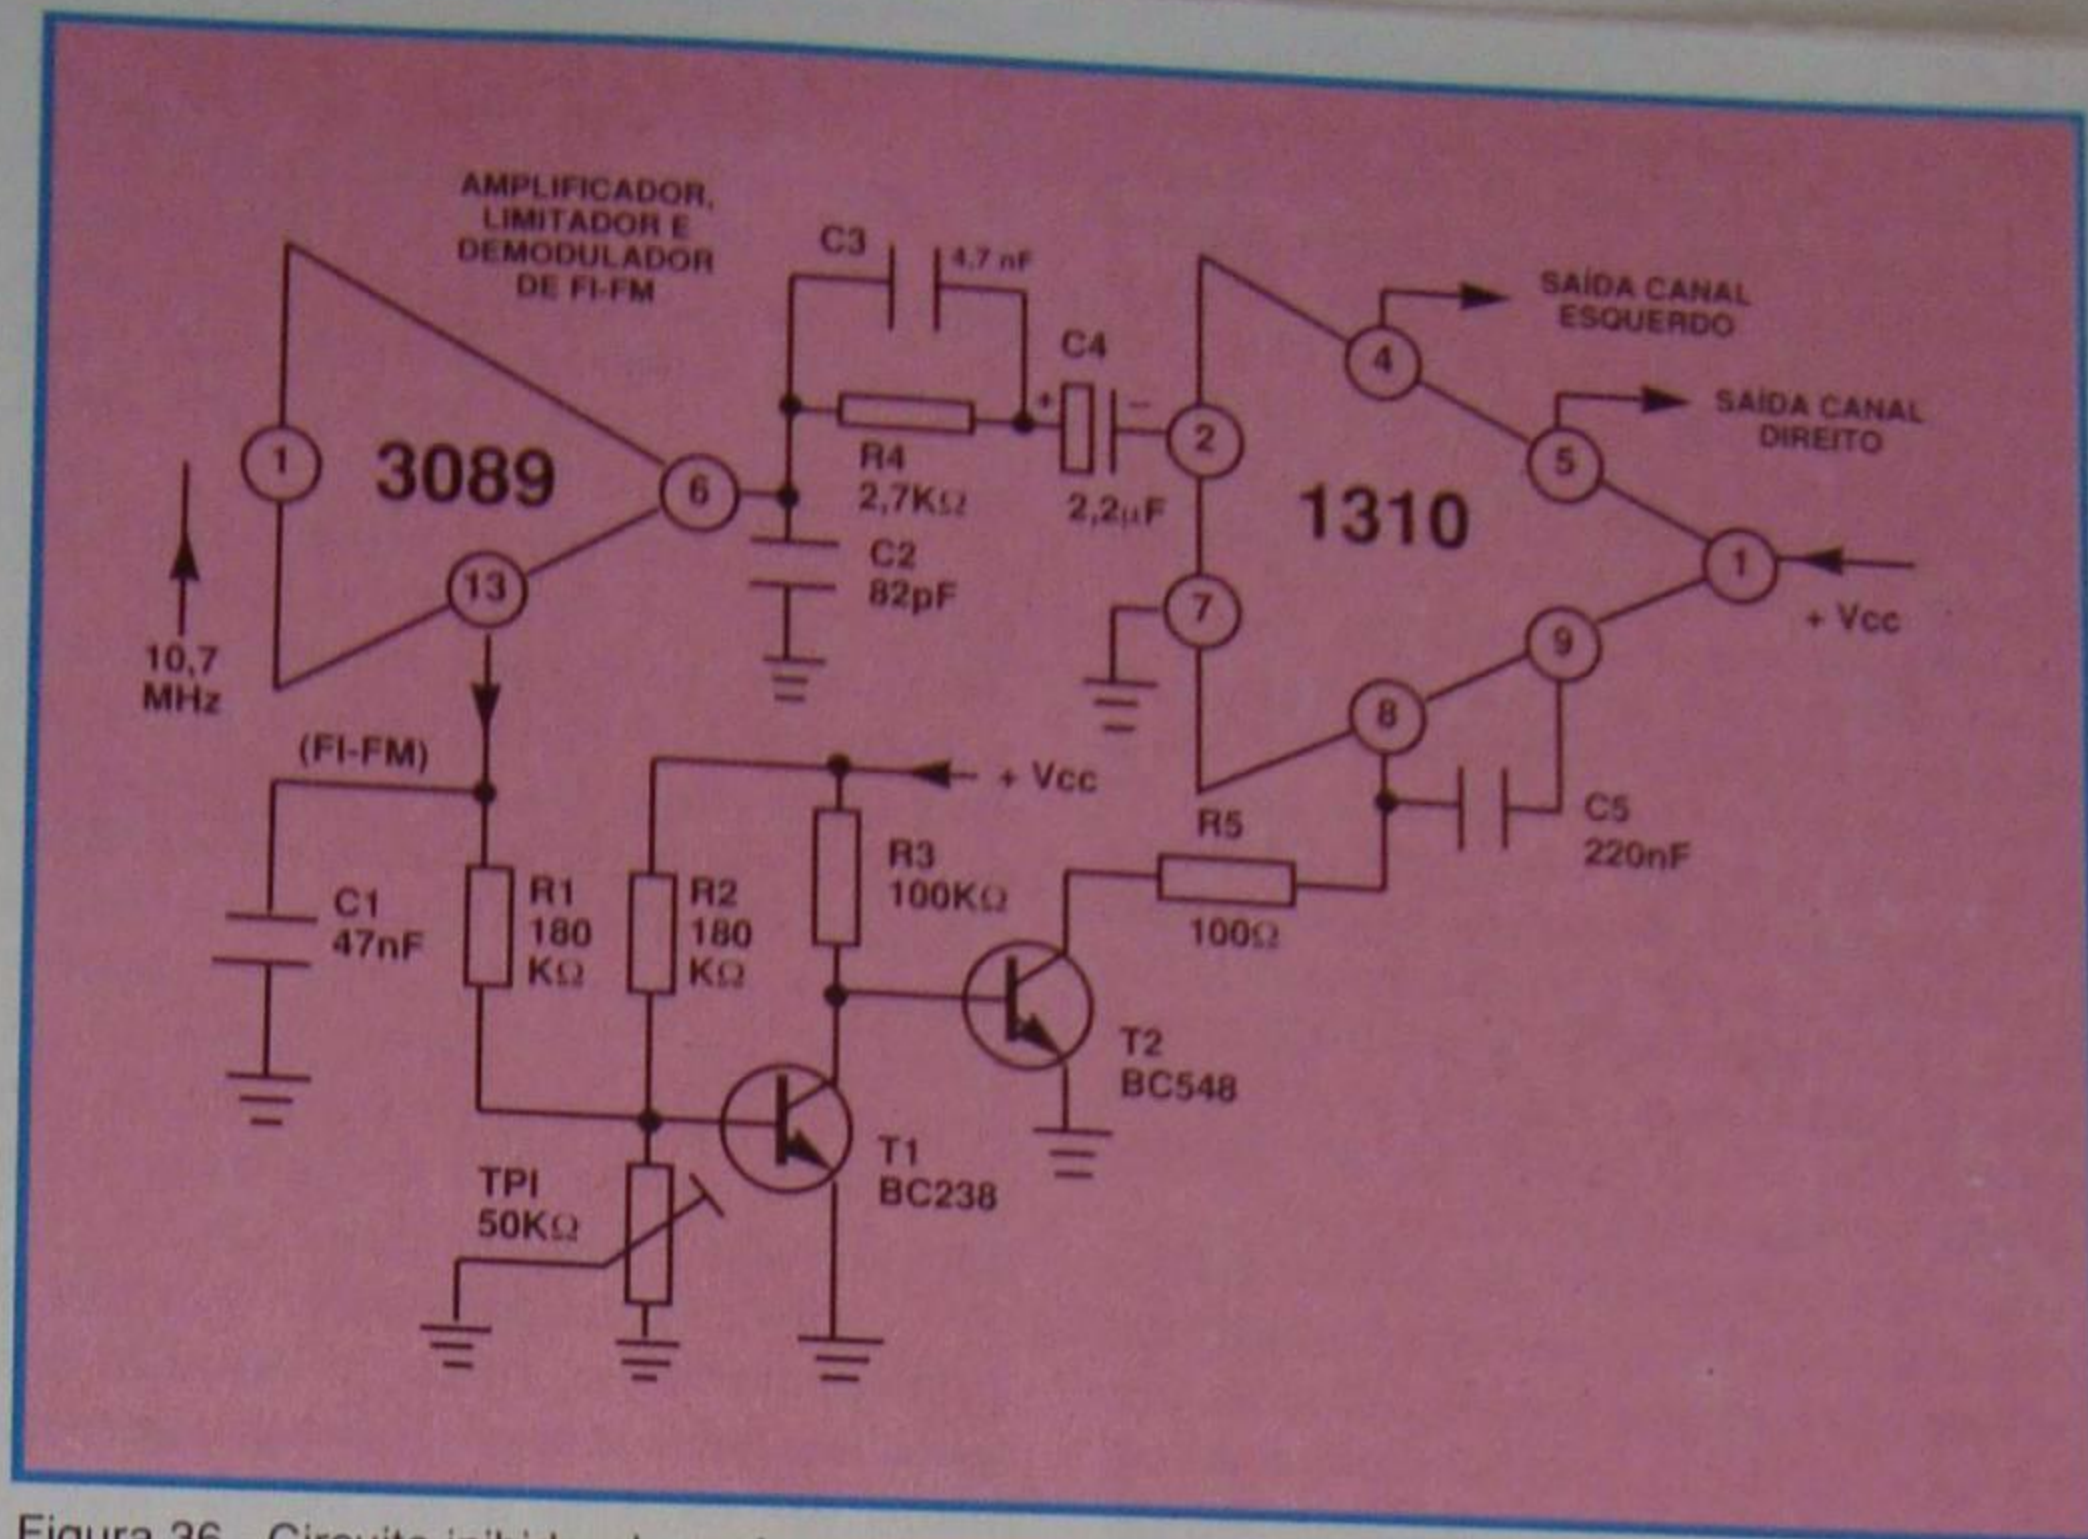 AMPLIFICADOR,
LIMITADOR E
DEMODULADOR
DE FI-FM
C3
4,7 nF
C4
+
−
2,2µF
R4
2,7KΩ
C2
82pF
1
3089
6
13
10,7
MHz
(FI-FM)
2
7
1310
4
SAÍDA CANAL
ESQUERDO
5
SAÍDA CANAL
DIREITO
1
+ Vcc
9
8
C5
220nF
R5
100Ω
+ Vcc
C1
47nF
R1
180
KΩ
R2
180
KΩ
R3
100KΩ
T2
BC548
T1
BC238
TPI
50KΩ
Figura 36 - Circuito